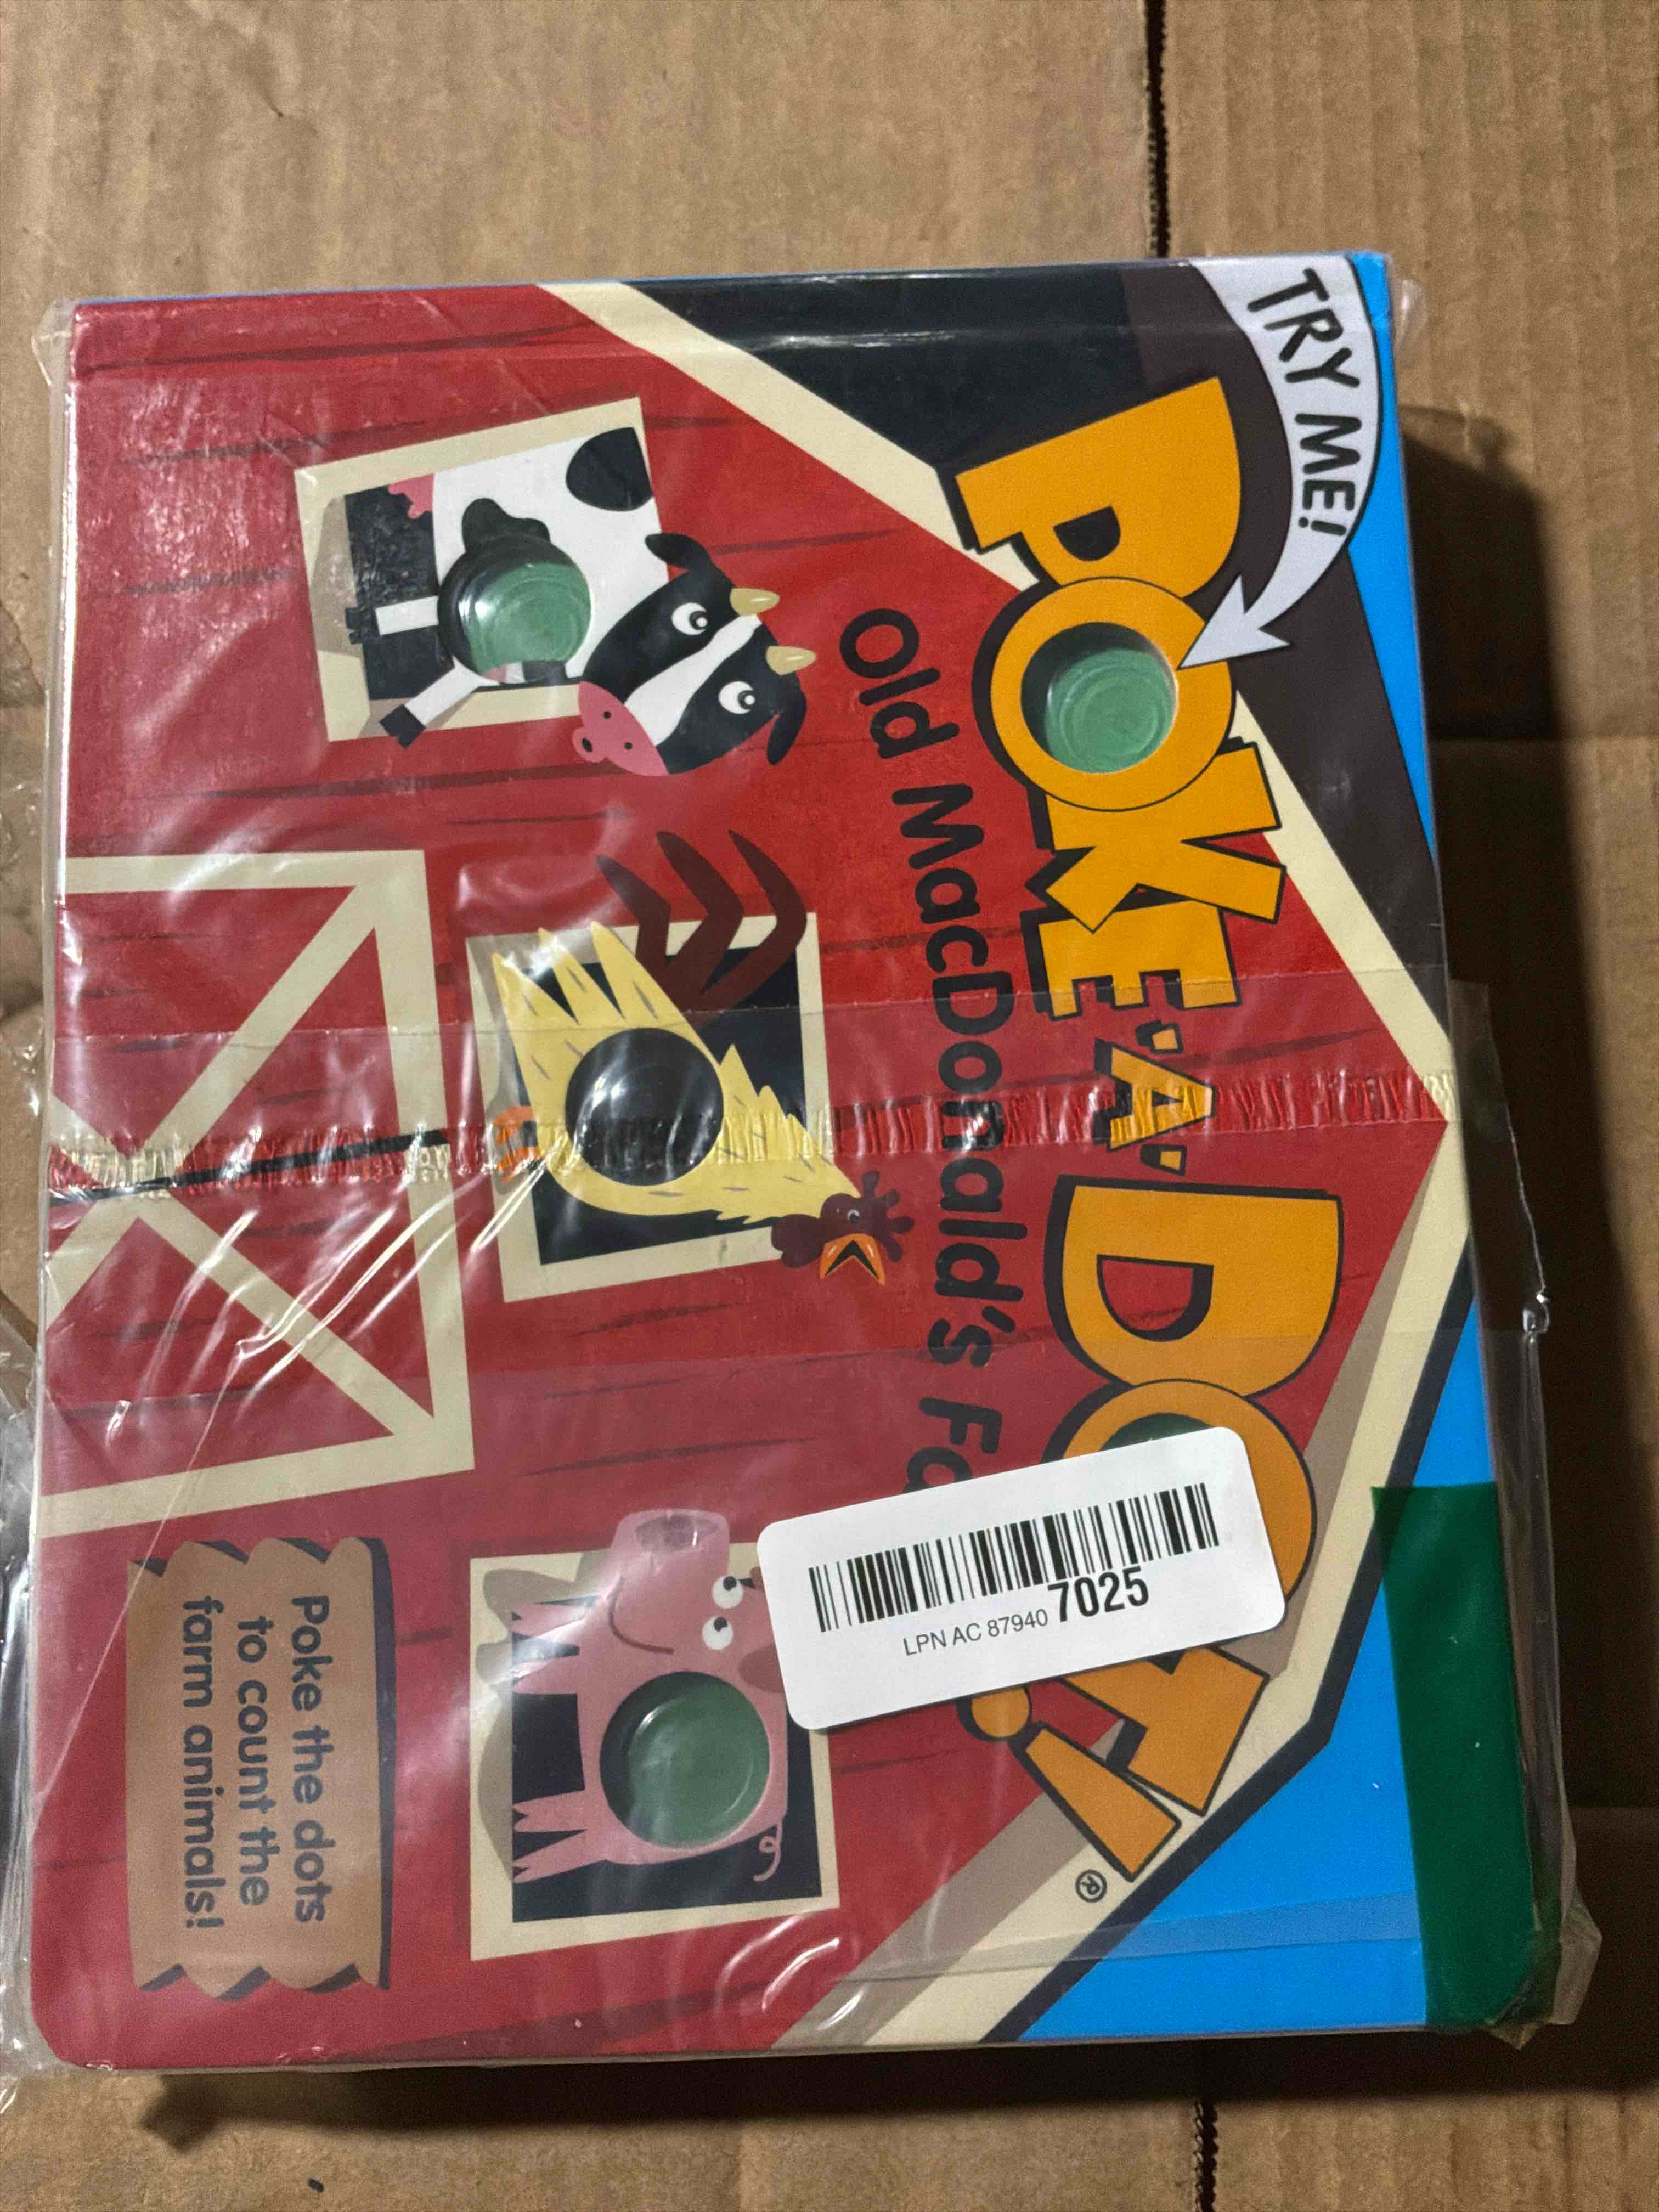 TRY ME!
POKE-A-DOT!®
Old MacDonald's Fa
LPN AC 87940 7025
Poke the dots
to count the
farm animals!